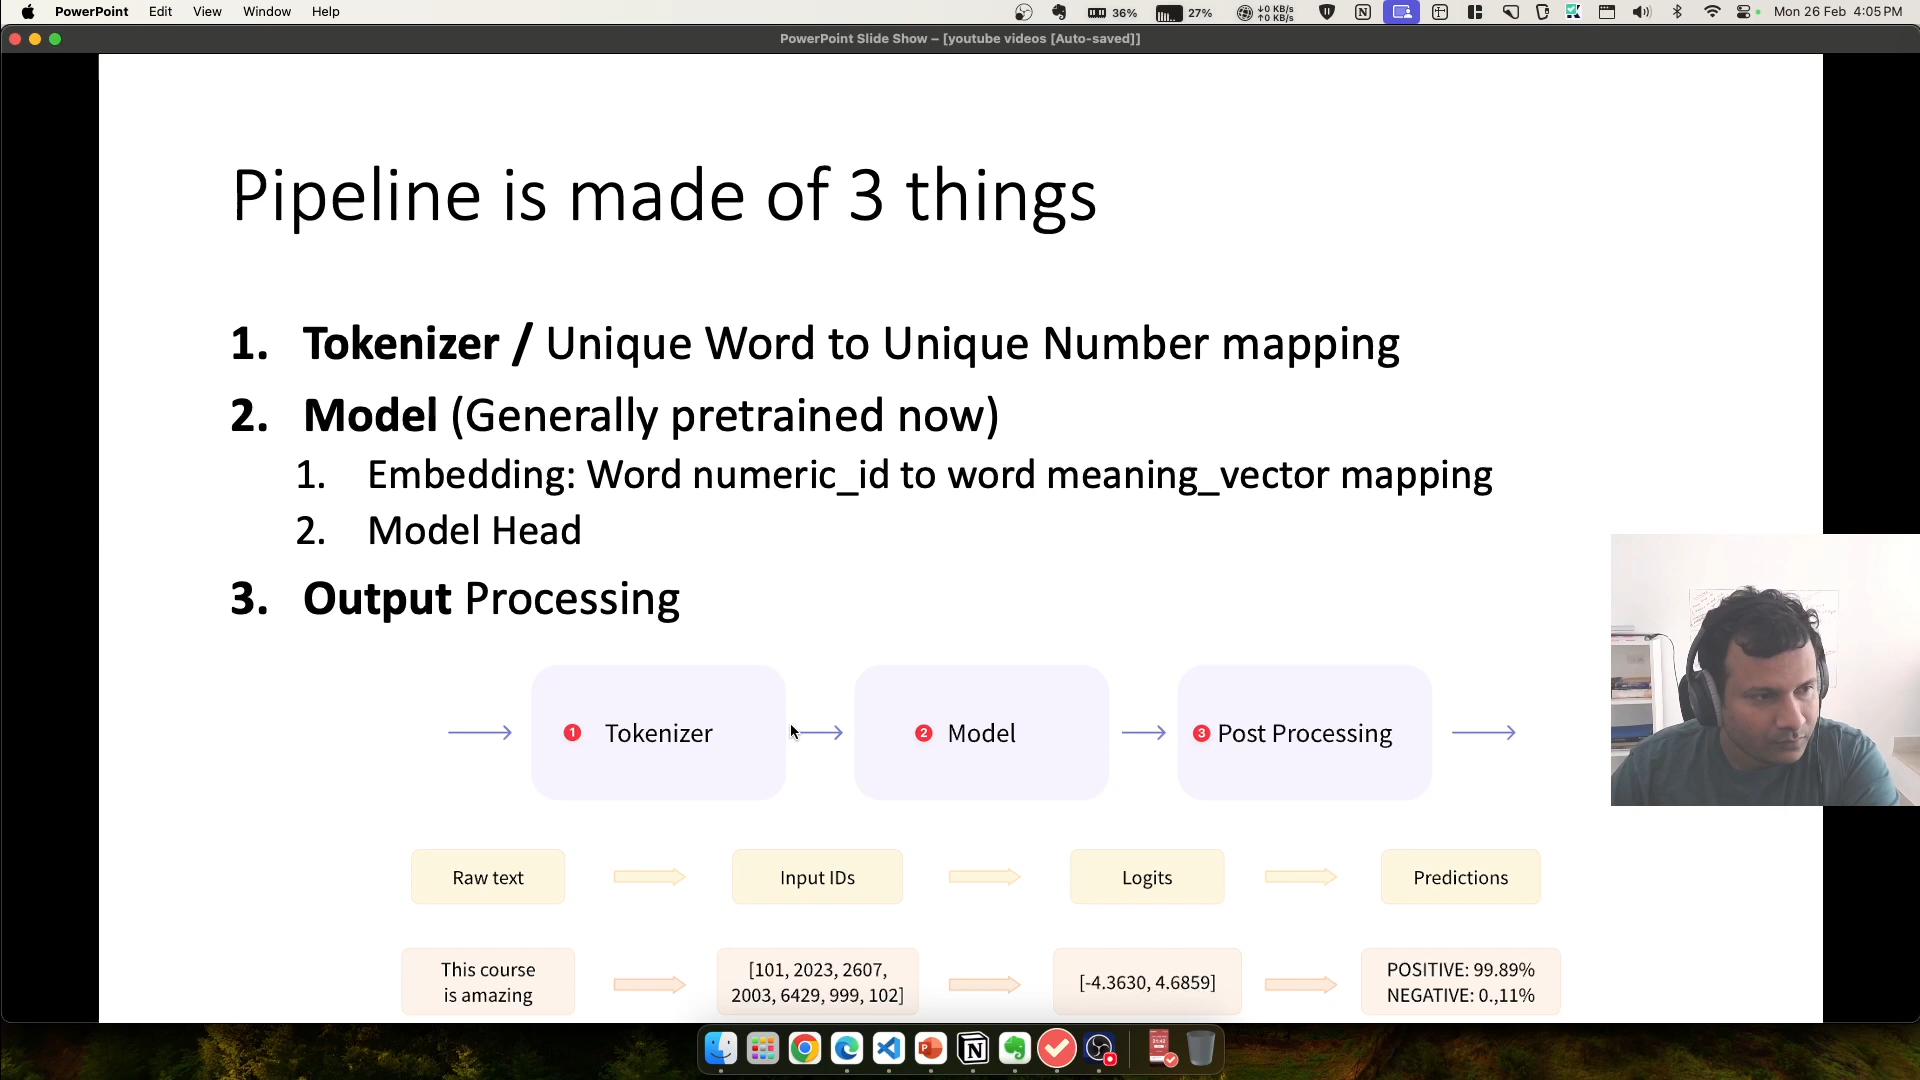 PowerPoint Edit View Window Help 36% 27% ↓0 KB/s ↑0 KB/s Mon 26 Feb 4:05 PM
PowerPoint Slide Show – [youtube videos [Auto-saved]]
Pipeline is made of 3 things
1. Tokenizer / Unique Word to Unique Number mapping
2. Model (Generally pretrained now)
1. Embedding: Word numeric_id to word meaning_vector mapping
2. Model Head
3. Output Processing
1 Tokenizer
2 Model
3 Post Processing
Raw text
Input IDs
Logits
Predictions
This course
is amazing
[101, 2023, 2607,
2003, 6429, 999, 102]
[-4.3630, 4.6859]
POSITIVE: 99.89%
NEGATIVE: 0.,11%